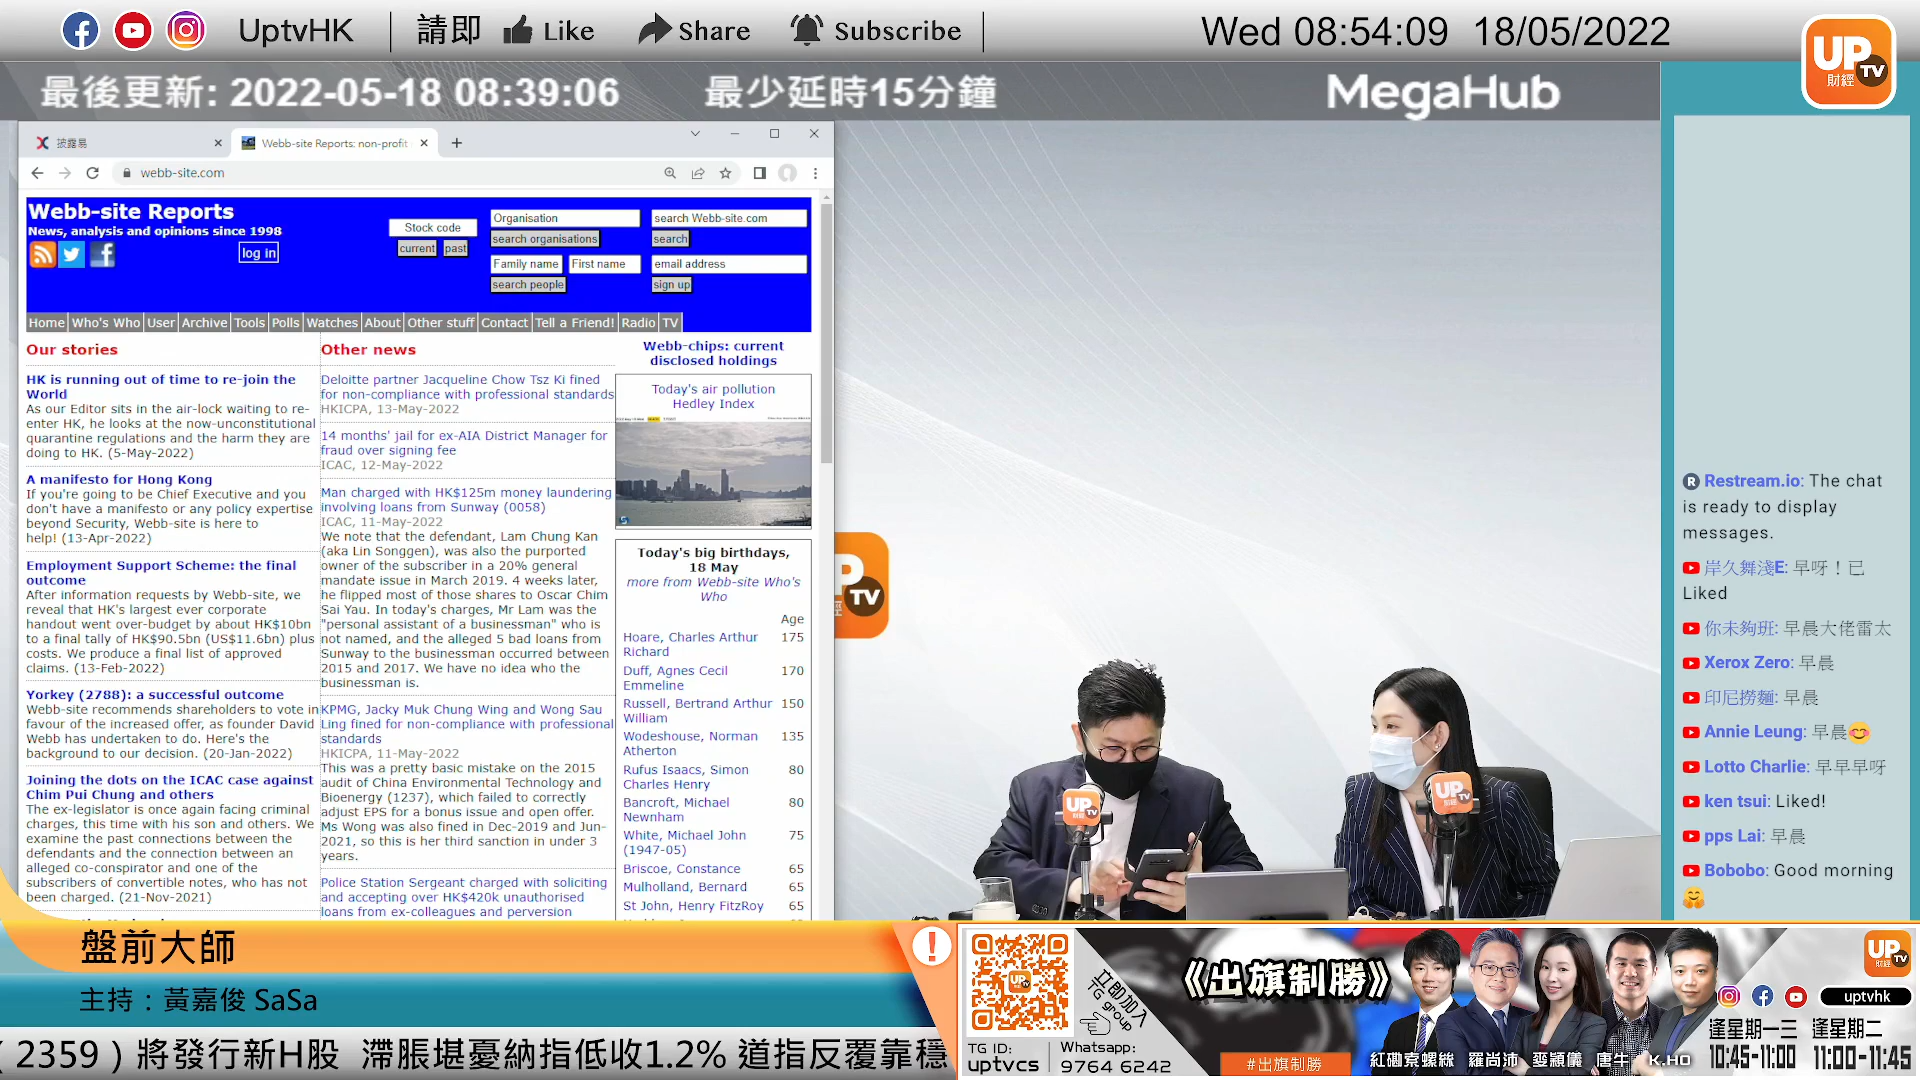 UptvHK
請即
Like
Share
Subscribe
Wed 08:54:09 18/05/2022
UP TV
財經
最後更新: 2022-05-18 08:39:06
最少延時15分鐘
MegaHub
披露易
Webb-site Reports: non-profit
webb-site.com
Webb-site Reports
News, analysis and opinions since 1998
log in
Stock code
current past
Organisation
search organisations
Family name First name
search people
search Webb-site.com
search
email address
sign up
Home Who's Who User Archive Tools Polls Watches About Other stuff Contact Tell a Friend! Radio TV
Our stories
HK is running out of time to re-join the
World
As our Editor sits in the air-lock waiting to re-
enter HK, he looks at the now-unconstitutional
quarantine regulations and the harm they are
doing to HK. (5-May-2022)
A manifesto for Hong Kong
If you're going to be Chief Executive and you
don't have a manifesto or any policy expertise
beyond Security, Webb-site is here to
help! (13-Apr-2022)
Employment Support Scheme: the final
outcome
After information requests by Webb-site, we
reveal that HK's largest ever corporate
handout went over-budget by about HK$10bn
to a final tally of HK$90.5bn (US$11.6bn) plus
costs. We produce a final list of approved
claims. (13-Feb-2022)
Yorkey (2788): a successful outcome
Webb-site recommends shareholders to vote in
favour of the increased offer, as founder David
Webb has undertaken to do. Here's the
background to our decision. (20-Jan-2022)
Joining the dots on the ICAC case against
Chim Pui Chung and others
The ex-legislator is once again facing criminal
charges, this time with his son and others. We
examine the past connections between the
defendants and the connection between an
alleged co-conspirator and one of the
subscribers of convertible notes, who has not
been charged. (21-Nov-2021)
Other news
Deloitte partner Jacqueline Chow Tsz Ki fined
for non-compliance with professional standards
HKICPA, 13-May-2022
14 months' jail for ex-AIA District Manager for
fraud over signing fee
ICAC, 12-May-2022
Man charged with HK$125m money laundering
involving loans from Sunway (0058)
ICAC, 11-May-2022
We note that the defendant, Lam Chung Kan
(aka Lin Songgen), was also the purported
owner of the subscriber in a 20% general
mandate issue in March 2019. 4 weeks later,
he flipped most of those shares to Oscar Chim
Sai Yau. In today's charges, Mr Lam was the
"personal assistant of a businessman" who is
not named, and the alleged 5 bad loans from
Sunway to the businessman occurred between
2015 and 2017. We have no idea who the
businessman is.
KPMG, Jacky Muk Chung Wing and Wong Sau
Ling fined for non-compliance with professional
standards
HKICPA, 11-May-2022
This was a pretty basic mistake on the 2015
audit of China Environmental Technology and
Bioenergy (1237), which failed to correctly
adjust EPS for a bonus issue and open offer.
Ms Wong was also fined in Dec-2019 and Jun-
2021, so this is her third sanction in under 3
years.
Police Station Sergeant charged with soliciting
and accepting over HK$420k unauthorised
loans from ex-colleagues and perversion
Webb-chips: current
disclosed holdings
Today's air pollution
Hedley Index
Today's big birthdays,
18 May
more from Webb-site Who's
Who
Age
Hoare, Charles Arthur 175
Richard
Duff, Agnes Cecil 170
Emmeline
Russell, Bertrand Arthur 150
William
Wodeshouse, Norman 135
Atherton
Rufus Isaacs, Simon 80
Charles Henry
Bancroft, Michael 80
Newnham
White, Michael John 75
(1947-05)
Briscoe, Constance 65
Mulholland, Bernard 65
St John, Henry FitzRoy 65
P TV
UP TV
財經
UP TV
財經
Restream.io: The chat
is ready to display
messages.
岸久舞淺E: 早呀！已
Liked
你未夠班: 早晨大佬雷太
Xerox Zero: 早晨
印尼撈麵: 早晨
Annie Leung: 早晨😊
Lotto Charlie: 早早早呀
ken tsui: Liked!
pps Lai: 早晨
Bobobo: Good morning
🤗
盤前大師
主持：黃嘉俊 SaSa
( 2359 ) 將發行新H股 滯脹堪憂納指低收1.2% 道指反覆靠穩
!
UP TV
立即加入
TG group
TG ID:
uptvcs
Whatsapp:
9764 6242
《出旗制勝》
#出旗制勝
紅磡索螺絲 羅尚沛 麥穎儀 唐牛 K.HO
UP TV
財經
uptvhk
逢星期一三 逢星期二
10:45-11:00 11:00-11:45